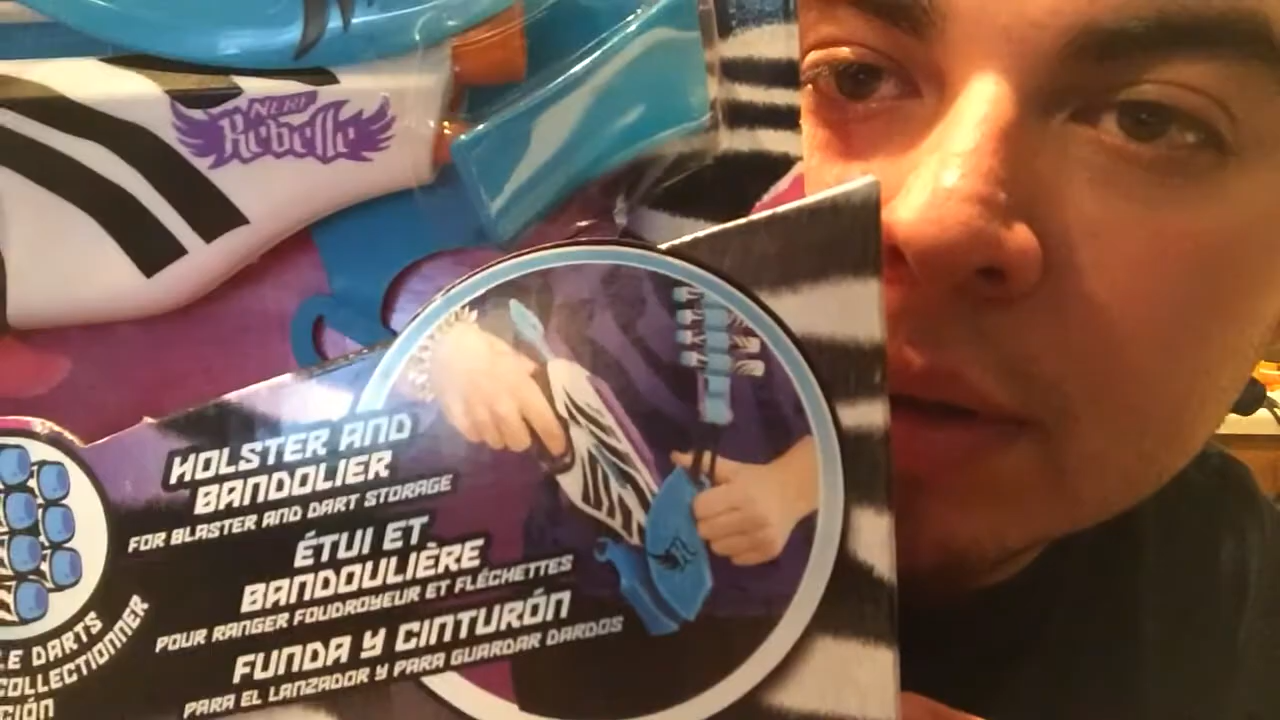 NERF
Rebelle
HOLSTER AND
BANDOLIER
FOR BLASTER AND DART STORAGE
ÉTUI ET
BANDOULIÈRE
POUR RANGER FOUDROYEUR ET FLÉCHETTES
FUNDA Y CINTURÓN
PARA EL LANZADOR Y PARA GUARDAR DARDOS
LE DARTS
COLLECTIONNER
CIÓN